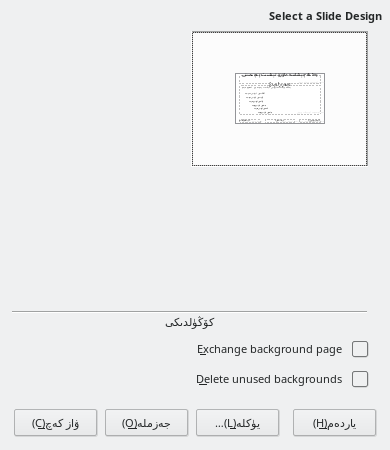 Select a Slide Design
كۆڭۈلدىكى
Exchange background page
Delete unused backgrounds
ياردەم(H)
يۈكلە(L)...
جەزملە(O)
ۋاز كەچ(C)